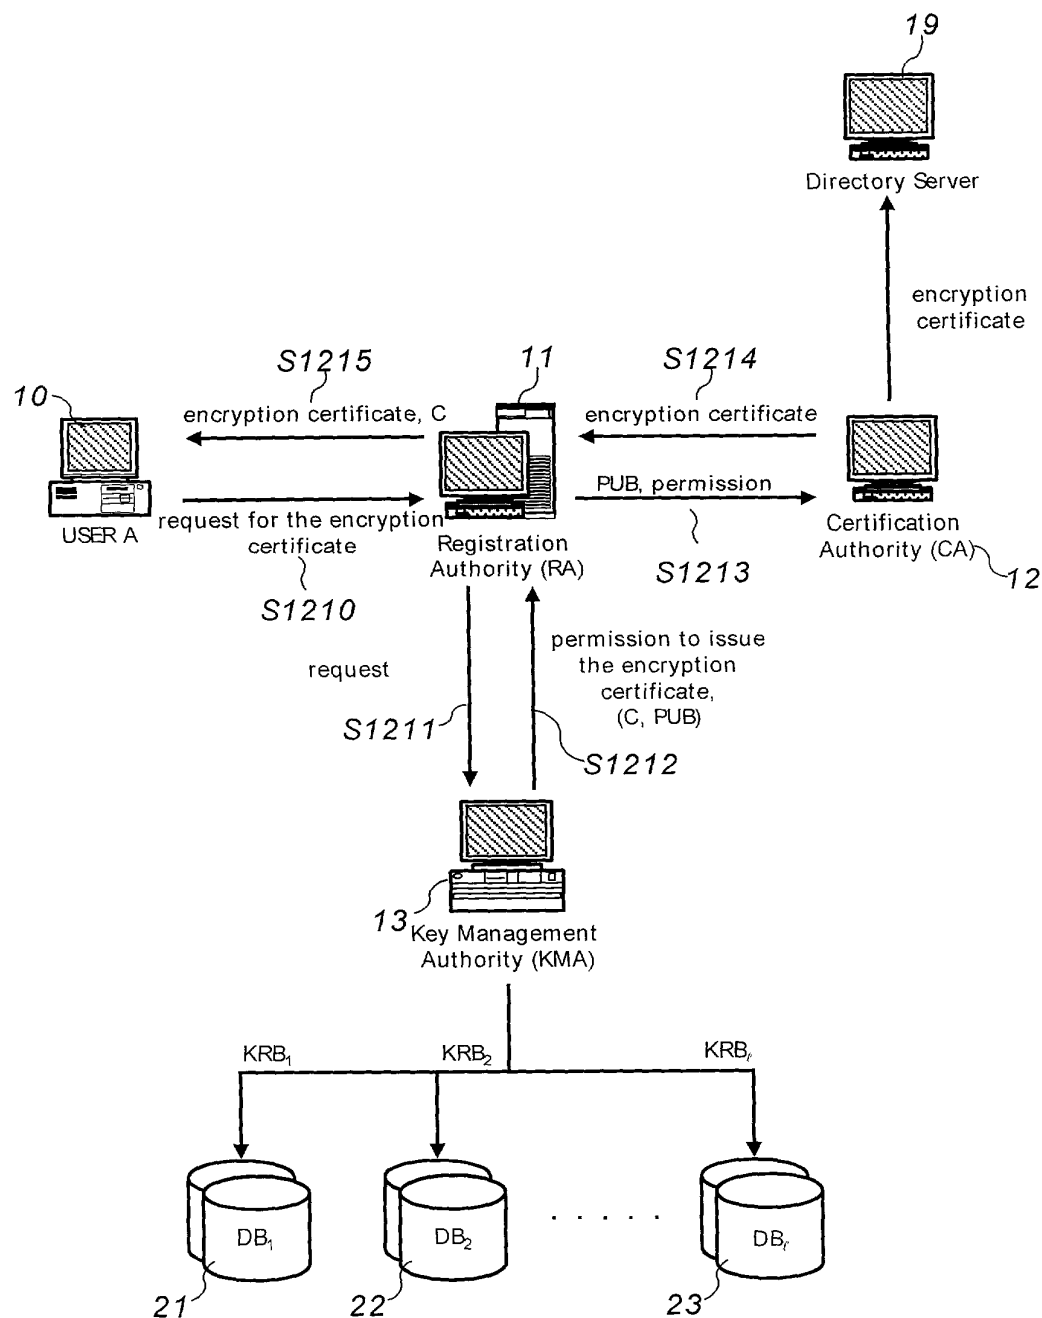 19
Directory Server
encryption
certificate
S1215
11
S1214
10
encryption certificate, C
encryption certificate
PUB, permission
USER A
request for the encryption
certificate
Registration
Authority (RA)
Certification
Authority (CA)
12
S1213
S1210
permission to issue
the encryption
certificate,
(C, PUB)
request
S1211
S1212
13
Key Management
Authority (KMA)
KRB₁
KRB₂
KRBℓ
DB₁
DB₂
. . . . .
DBℓ
21
22
23